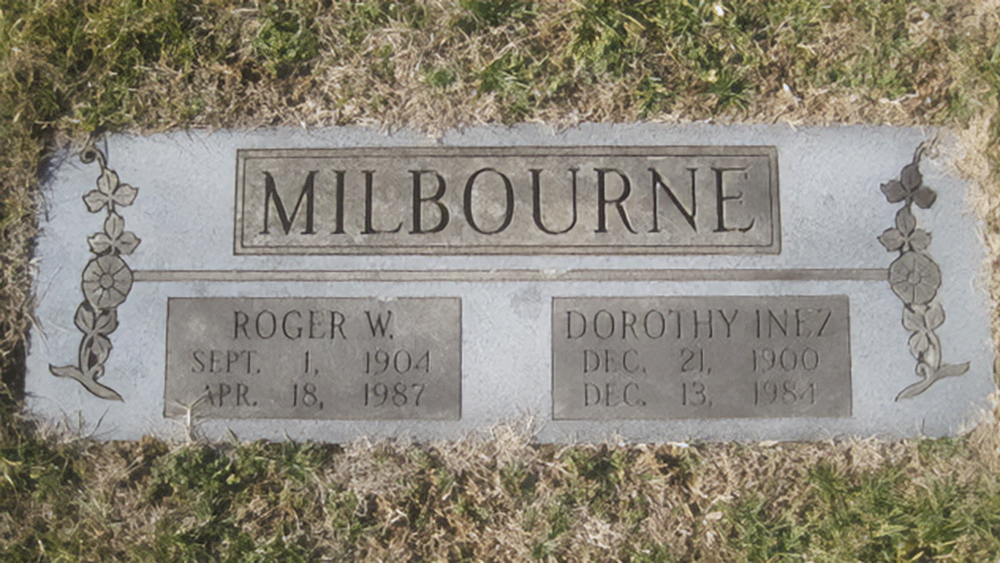 MILBOURNE
ROGER W.
SEPT. 1, 1904
APR. 18, 1987
DOROTHY INEZ
DEC. 21, 1900
DEC. 13, 1984